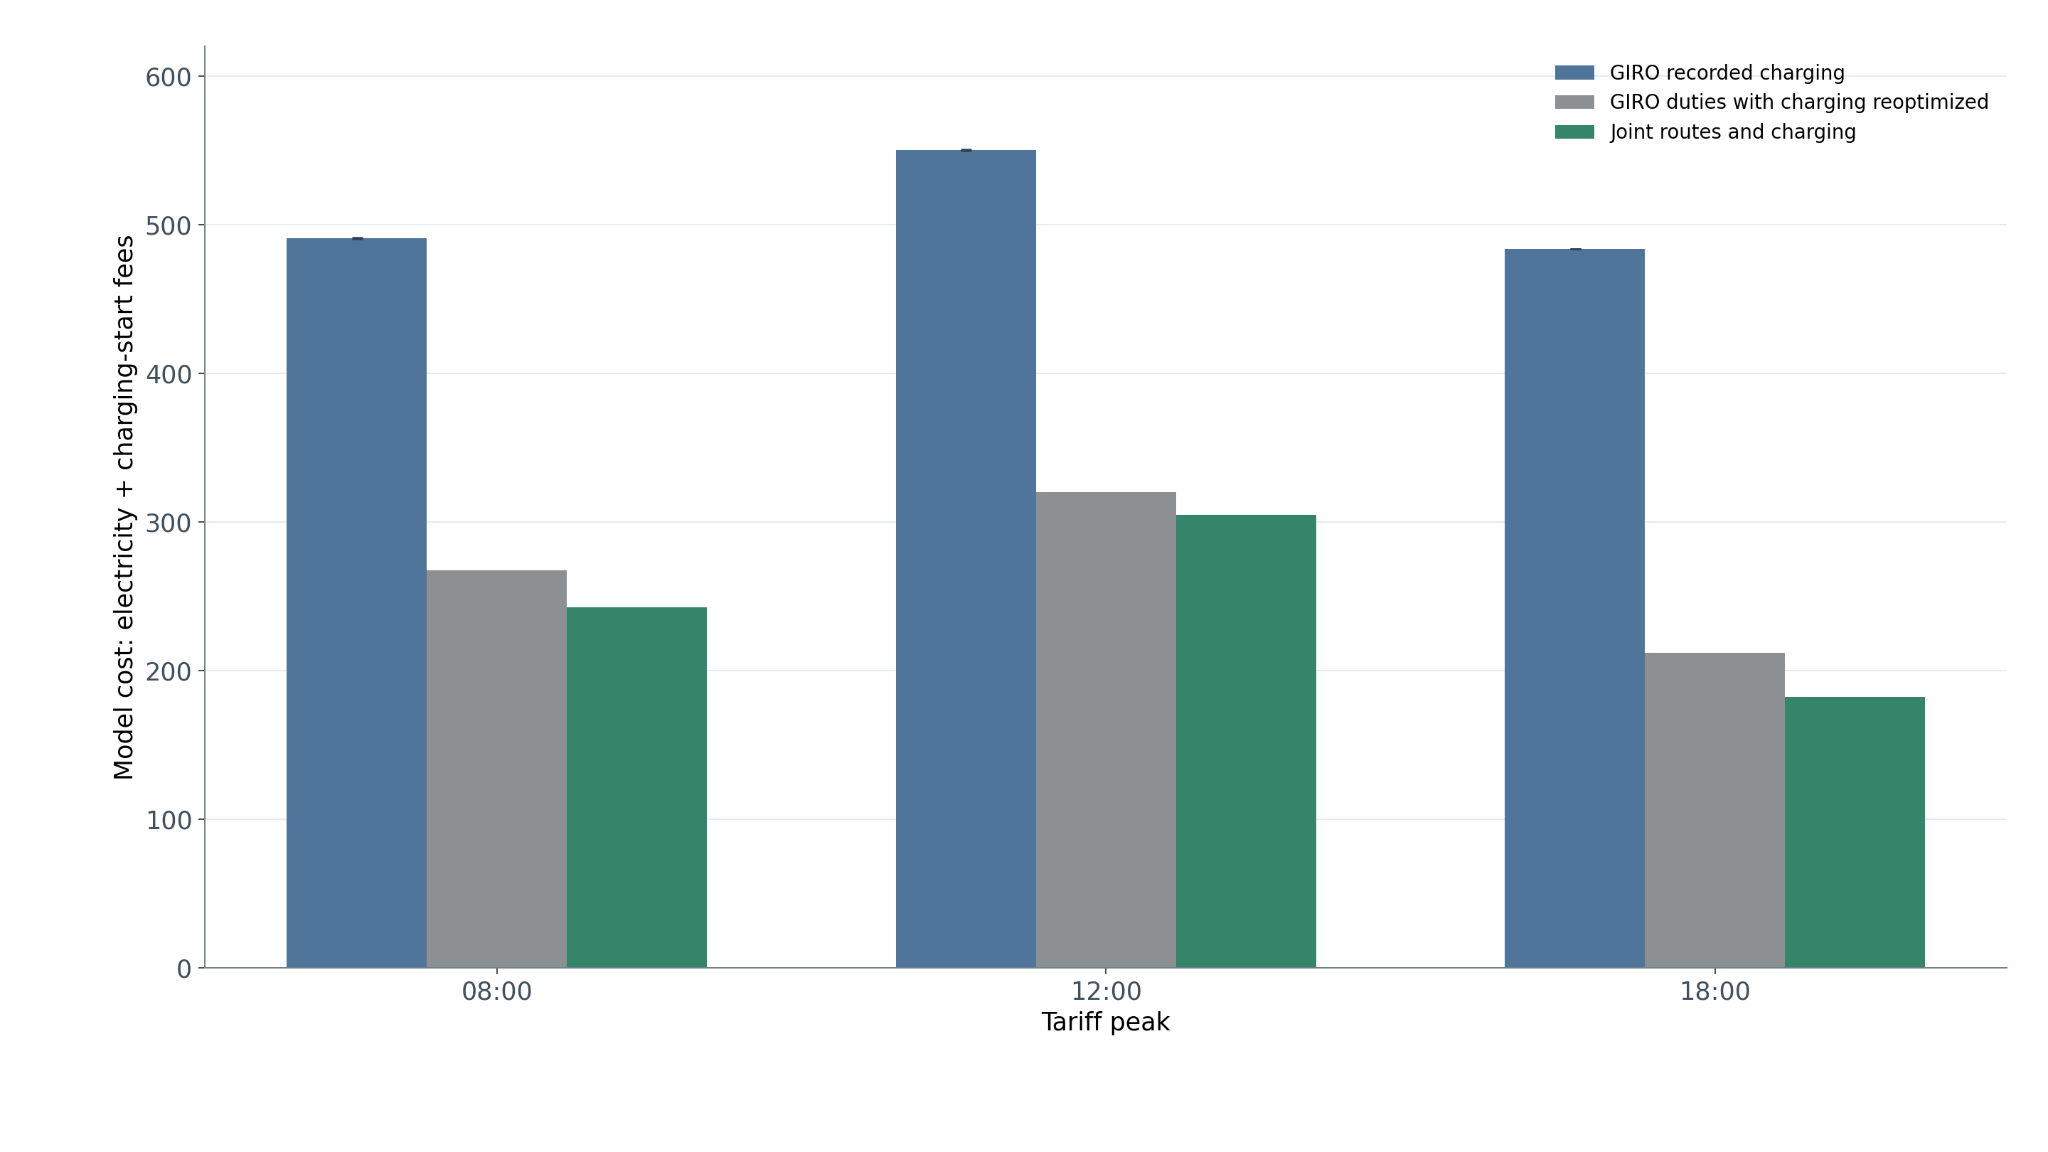 600
500
400
300
200
100
0
Model cost: electricity + charging-start fees
GIRO recorded charging
GIRO duties with charging reoptimized
Joint routes and charging
08:00
12:00
18:00
Tariff peak